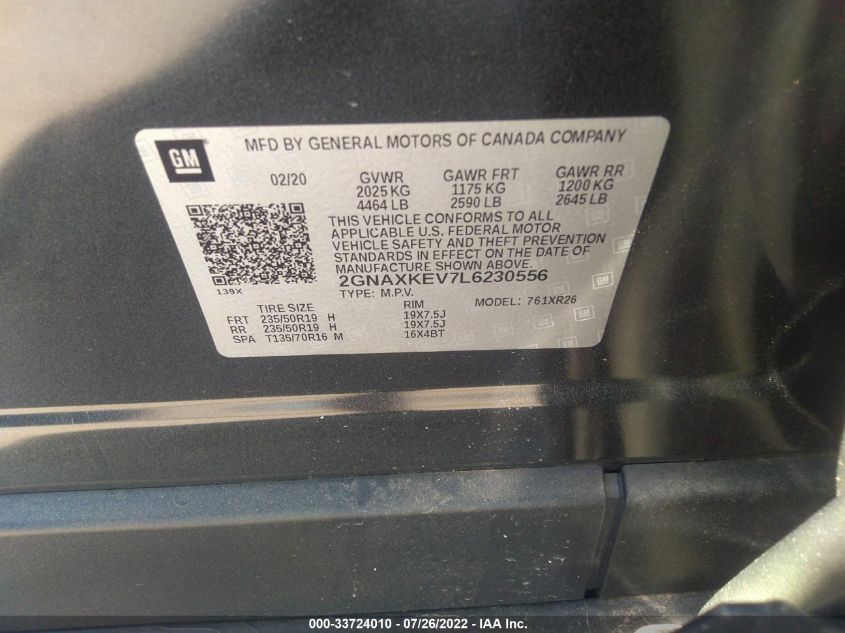 GM
MFD BY GENERAL MOTORS OF CANADA COMPANY
02/20 GVWR GAWR FRT GAWR RR
2025 KG 1175 KG 1200 KG
4464 LB 2590 LB 2645 LB
THIS VEHICLE CONFORMS TO ALL
APPLICABLE U.S. FEDERAL MOTOR
VEHICLE SAFETY AND THEFT PREVENTION
STANDARDS IN EFFECT ON THE DATE OF
MANUFACTURE SHOWN ABOVE.
139X 2GNAXKEV7L6230556
TYPE: M.P.V. MODEL: 761XR26
TIRE SIZE RIM
FRT 235/50R19 H 19X7.5J
RR 235/50R19 H 19X7.5J
SPA T135/70R16 M 16X4BT
000-33724010 - 07/26/2022 - IAA Inc.